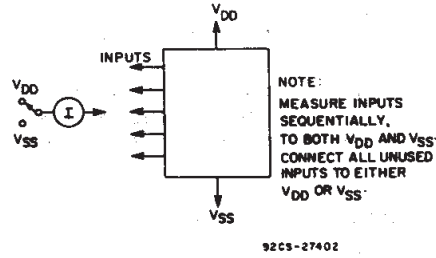 VDD
INPUTS
VDD
I
VSS
NOTE:
MEASURE INPUTS
SEQUENTIALLY,
TO BOTH VDD AND VSS.
CONNECT ALL UNUSED
INPUTS TO EITHER
VDD OR VSS.
VSS
92CS-27402